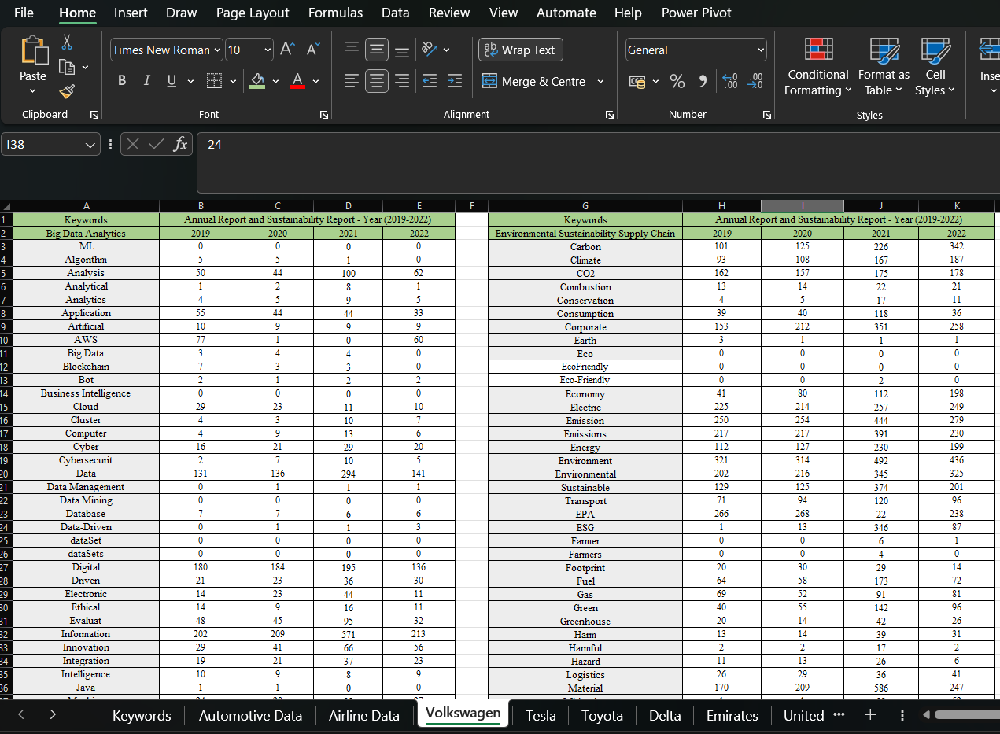 File Home Insert Draw Page Layout Formulas Data Review View Automate Help Power Pivot
Paste
Times New Roman 10 A A
B I U A
ab Wrap Text
Merge & Centre
General
% .00 .00
Conditional Formatting
Format as Table
Cell Styles
Inse
Clipboard Font Alignment Number Styles
I38 fx 24
A B C D E F G H I J K
1 Keywords Annual Report and Sustainability Report - Year (2019-2022) Keywords Annual Report and Sustainability Report - Year (2019-2022)
2 Big Data Analytics 2019 2020 2021 2022 Environmental Sustainability Supply Chain 2019 2020 2021 2022
3 ML 0 0 0 0 Carbon 101 125 226 342
4 Algorithm 5 5 1 0 Climate 93 108 167 187
5 Analysis 50 44 100 62 CO2 162 157 175 178
6 Analytical 1 2 8 1 Combustion 13 14 22 21
7 Analytics 4 5 9 5 Conservation 4 5 17 11
8 Application 55 44 44 33 Consumption 39 40 118 36
9 Artificial 10 9 9 9 Corporate 153 212 351 258
10 AWS 77 1 0 60 Earth 3 1 1 1
11 Big Data 3 4 4 0 Eco 0 0 0 0
12 Blockchain 7 3 3 0 EcoFriendly 0 0 0 0
13 Bot 2 1 2 2 Eco-Friendly 0 0 2 0
14 Business Intelligence 0 0 0 0 Economy 41 80 112 198
15 Cloud 29 23 11 10 Electric 225 214 257 249
16 Cluster 4 3 10 7 Emission 250 254 444 279
17 Computer 4 9 13 6 Emissions 217 217 391 230
18 Cyber 16 21 29 20 Energy 112 127 230 199
19 Cybersecurit 2 7 10 5 Environment 321 314 492 436
20 Data 131 136 294 141 Environmental 202 216 345 325
21 Data Management 0 1 1 1 Sustainable 129 125 374 201
22 Data Mining 0 0 0 0 Transport 71 94 120 96
23 Database 7 7 6 6 EPA 266 268 22 238
24 Data-Driven 0 1 1 3 ESG 1 13 346 87
25 dataSet 0 0 0 0 Farmer 0 0 6 1
26 dataSets 0 0 0 0 Farmers 0 0 4 0
27 Digital 180 184 195 136 Footprint 20 30 29 14
28 Driven 21 23 36 30 Fuel 64 58 173 72
29 Electronic 14 23 44 11 Gas 69 52 91 81
30 Ethical 14 9 16 11 Green 40 55 142 96
31 Evaluat 48 45 95 32 Greenhouse 20 14 42 26
32 Information 202 209 571 213 Harm 13 14 39 31
33 Innovation 29 41 66 56 Harmful 2 2 17 2
34 Integration 19 21 37 23 Hazard 11 13 26 6
35 Intelligence 10 9 8 9 Logistics 26 29 36 41
36 Java 1 1 0 0 Material 170 209 586 247
Keywords Automotive Data Airline Data Volkswagen Tesla Toyota Delta Emirates United ••• +